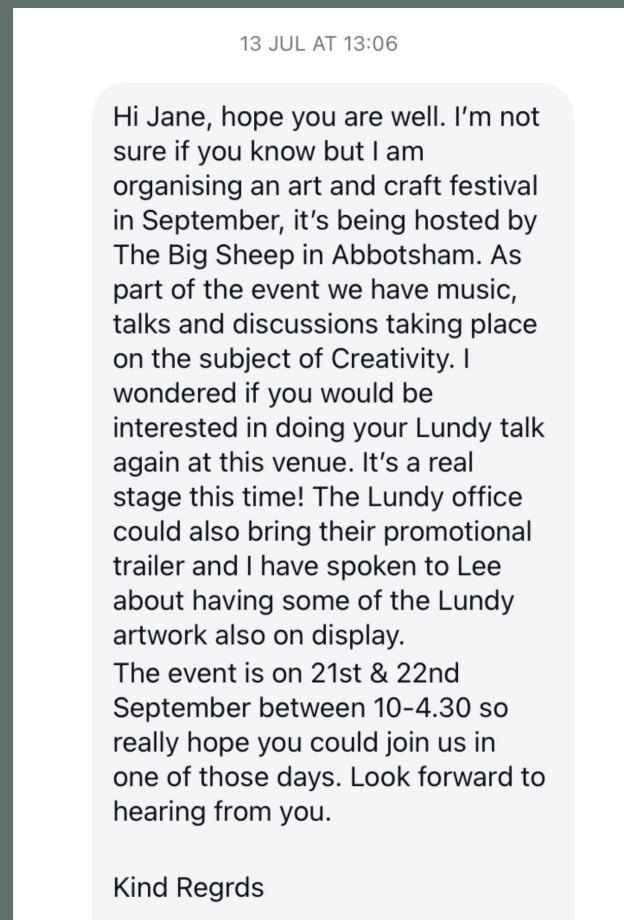 13 JUL AT 13:06
Hi Jane, hope you are well. I’m not
sure if you know but I am
organising an art and craft festival
in September, it’s being hosted by
The Big Sheep in Abbotsham. As
part of the event we have music,
talks and discussions taking place
on the subject of Creativity. I
wondered if you would be
interested in doing your Lundy talk
again at this venue. It’s a real
stage this time! The Lundy office
could also bring their promotional
trailer and I have spoken to Lee
about having some of the Lundy
artwork also on display.
The event is on 21st & 22nd
September between 10-4.30 so
really hope you could join us in
one of those days. Look forward to
hearing from you.
Kind Regrds